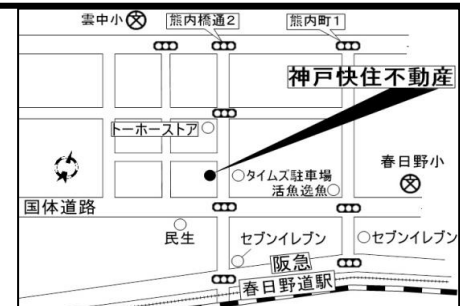 雲中小
熊内橋通2
熊内町1
神戸快住不動産
トーホーストア
タイムズ駐車場
活魚逸魚
春日野小
国体道路
民生
セブンイレブン
セブンイレブン
阪急
春日野道駅